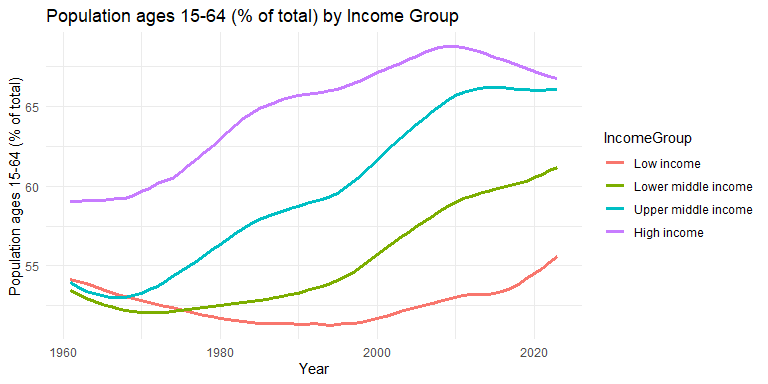 Population ages 15-64 (% of total) by Income Group
Population ages 15-64 (% of total)
65
60
55
1960
1980
2000
2020
Year
IncomeGroup
Low income
Lower middle income
Upper middle income
High income